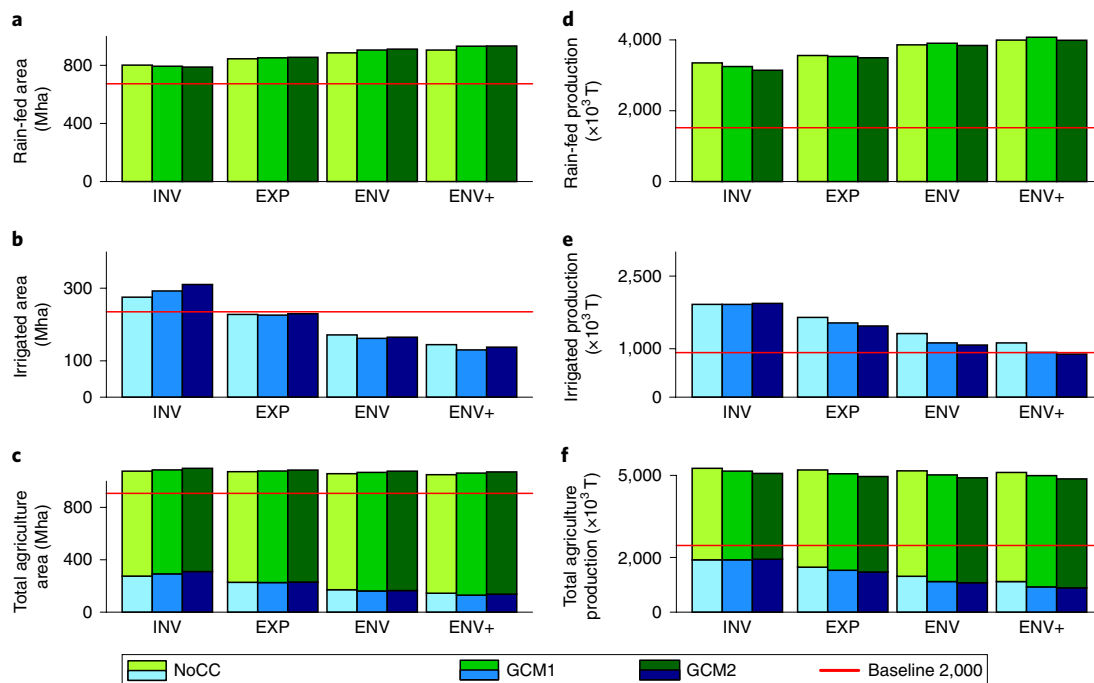 a
Rain-fed area
(Mha)
800
400
0
INV EXP ENV ENV+
b
Irrigated area
(Mha)
300
100
0
INV EXP ENV ENV+
c
Total agriculture
area (Mha)
800
400
0
INV EXP ENV ENV+
d
Rain-fed production
(×10³ T)
4,000
2,000
0
INV EXP ENV ENV+
e
Irrigated production
(×10³ T)
2,500
1,000
0
INV EXP ENV ENV+
f
Total agriculture
production (×10³ T)
5,000
2,000
0
INV EXP ENV ENV+
NoCC GCM1 GCM2 Baseline 2,000